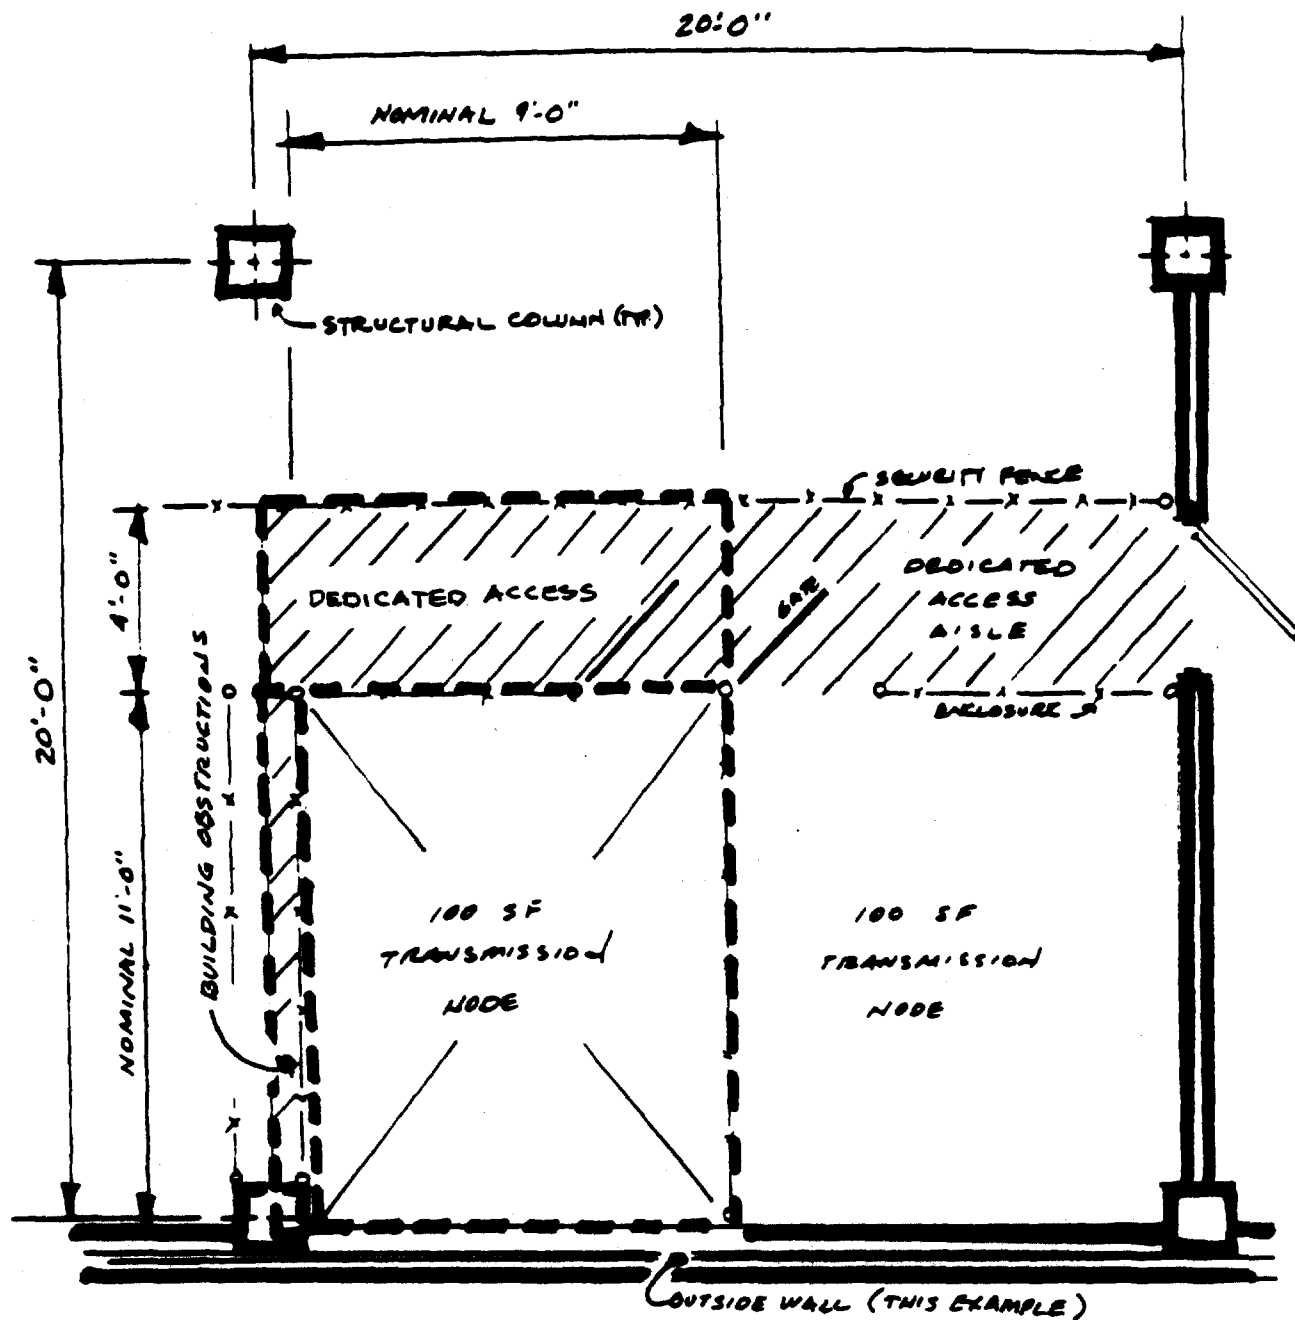 20'-0"
NOMINAL 9'-0"
STRUCTURAL COLUMN (TYP.)
SECURITY FENCE
DEDICATED ACCESS
GATE
DEDICATED
ACCESS
AISLE
ENCLOSURE
4'-0"
20'-0"
BUILDING OBSTRUCTIONS
NOMINAL 11'-0"
100 SF
TRANSMISSION
NODE
100 SF
TRANSMISSION
NODE
OUTSIDE WALL (THIS EXAMPLE)